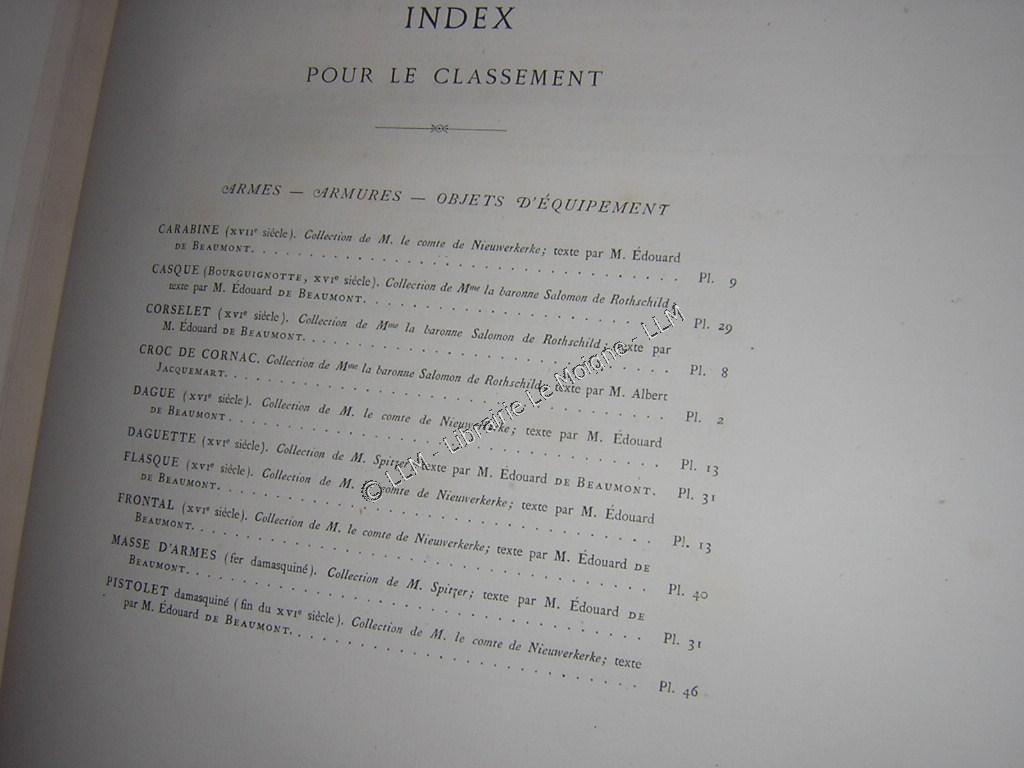 INDEX
POUR LE CLASSEMENT
ARMES — ARMURES — OBJETS D'ÉQUIPEMENT
CARABINE (XVIIe siècle). Collection de M. le comte de Nieuwerkerke; texte par M. Édouard
DE BEAUMONT. . . . . . . . . . . . . . . . . . . . Pl. 9
CASQUE (BOURGUIGNOTTE, XVIe siècle). Collection de Mme la baronne Salomon de Rothschild;
texte par M. Édouard DE BEAUMONT. . . . . . . . . . . . . . . Pl. 29
CORSELET (XVIe siècle). Collection de Mme la baronne Salomon de Rothschild; texte par
M. Édouard DE BEAUMONT. . . . . . . . . . . . . . . . . Pl. 8
CROC DE CORNAC. Collection de Mme la baronne Salomon de Rothschild; texte par M. Albert
JACQUEMART. . . . . . . . . . . . . . . . . . . . Pl. 2
DAGUE (XVIe siècle). Collection de M. le comte de Nieuwerkerke; texte par M. Édouard
DE BEAUMONT. . . . . . . . . . . . . . . . . . . . Pl. 13
DAGUETTE (XVIe siècle). Collection de M. Spitzer; texte par M. Édouard DE BEAUMONT. Pl. 31
FLASQUE (XVIe siècle). Collection de M. le comte de Nieuwerkerke; texte par M. Édouard
DE BEAUMONT. . . . . . . . . . . . . . . . . . . . Pl. 13
FRONTAL (XVIe siècle). Collection de M. le comte de Nieuwerkerke; texte par M. Édouard DE
BEAUMONT. . . . . . . . . . . . . . . . . . . . . Pl. 40
MASSE D'ARMES (fer damasquiné). Collection de M. Spitzer; texte par M. Édouard DE
BEAUMONT. . . . . . . . . . . . . . . . . . . . . Pl. 31
PISTOLET damasquiné (fin du XVIe siècle). Collection de M. le comte de Nieuwerkerke; texte
par M. Édouard DE BEAUMONT. . . . . . . . . . . . . . . . Pl. 46
© LLM - Librairie Le Moigne - LLM